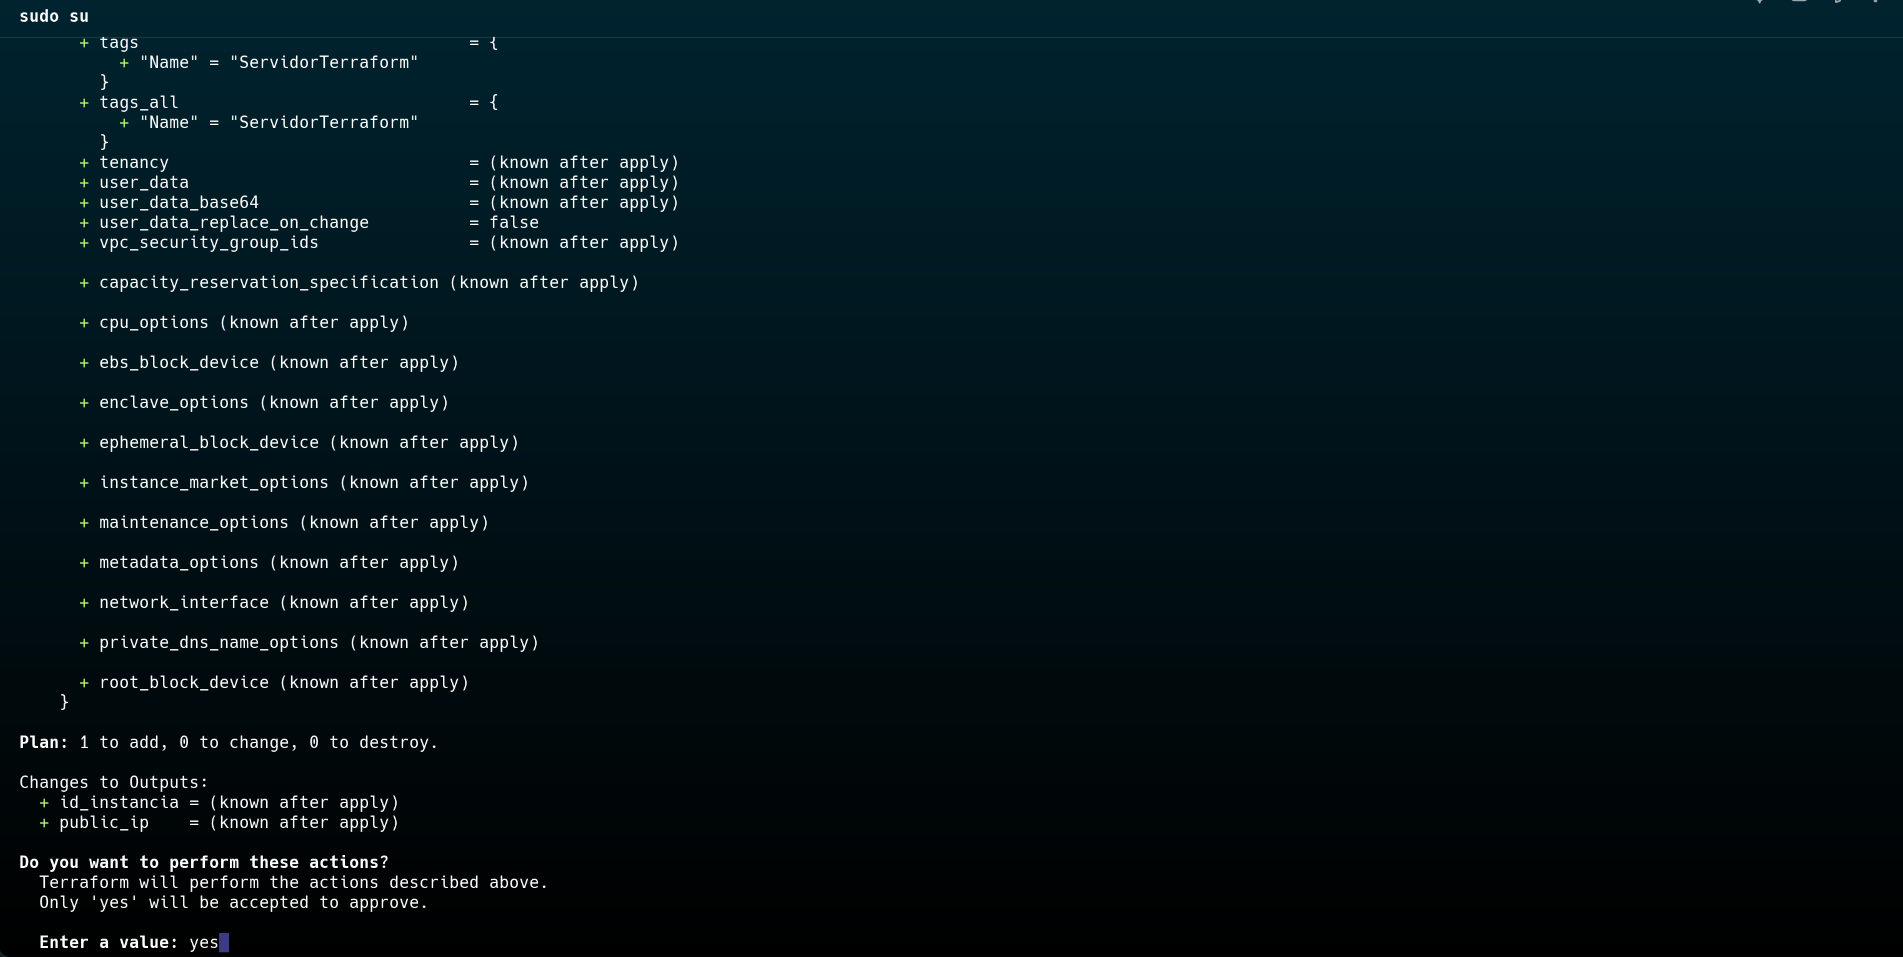 sudo su
+ tags = {
+ "Name" = "ServidorTerraform"
}
+ tags_all = {
+ "Name" = "ServidorTerraform"
}
+ tenancy = (known after apply)
+ user_data = (known after apply)
+ user_data_base64 = (known after apply)
+ user_data_replace_on_change = false
+ vpc_security_group_ids = (known after apply)
+ capacity_reservation_specification (known after apply)
+ cpu_options (known after apply)
+ ebs_block_device (known after apply)
+ enclave_options (known after apply)
+ ephemeral_block_device (known after apply)
+ instance_market_options (known after apply)
+ maintenance_options (known after apply)
+ metadata_options (known after apply)
+ network_interface (known after apply)
+ private_dns_name_options (known after apply)
+ root_block_device (known after apply)
}
Plan: 1 to add, 0 to change, 0 to destroy.
Changes to Outputs:
+ id_instancia = (known after apply)
+ public_ip = (known after apply)
Do you want to perform these actions?
Terraform will perform the actions described above.
Only 'yes' will be accepted to approve.
Enter a value: yes